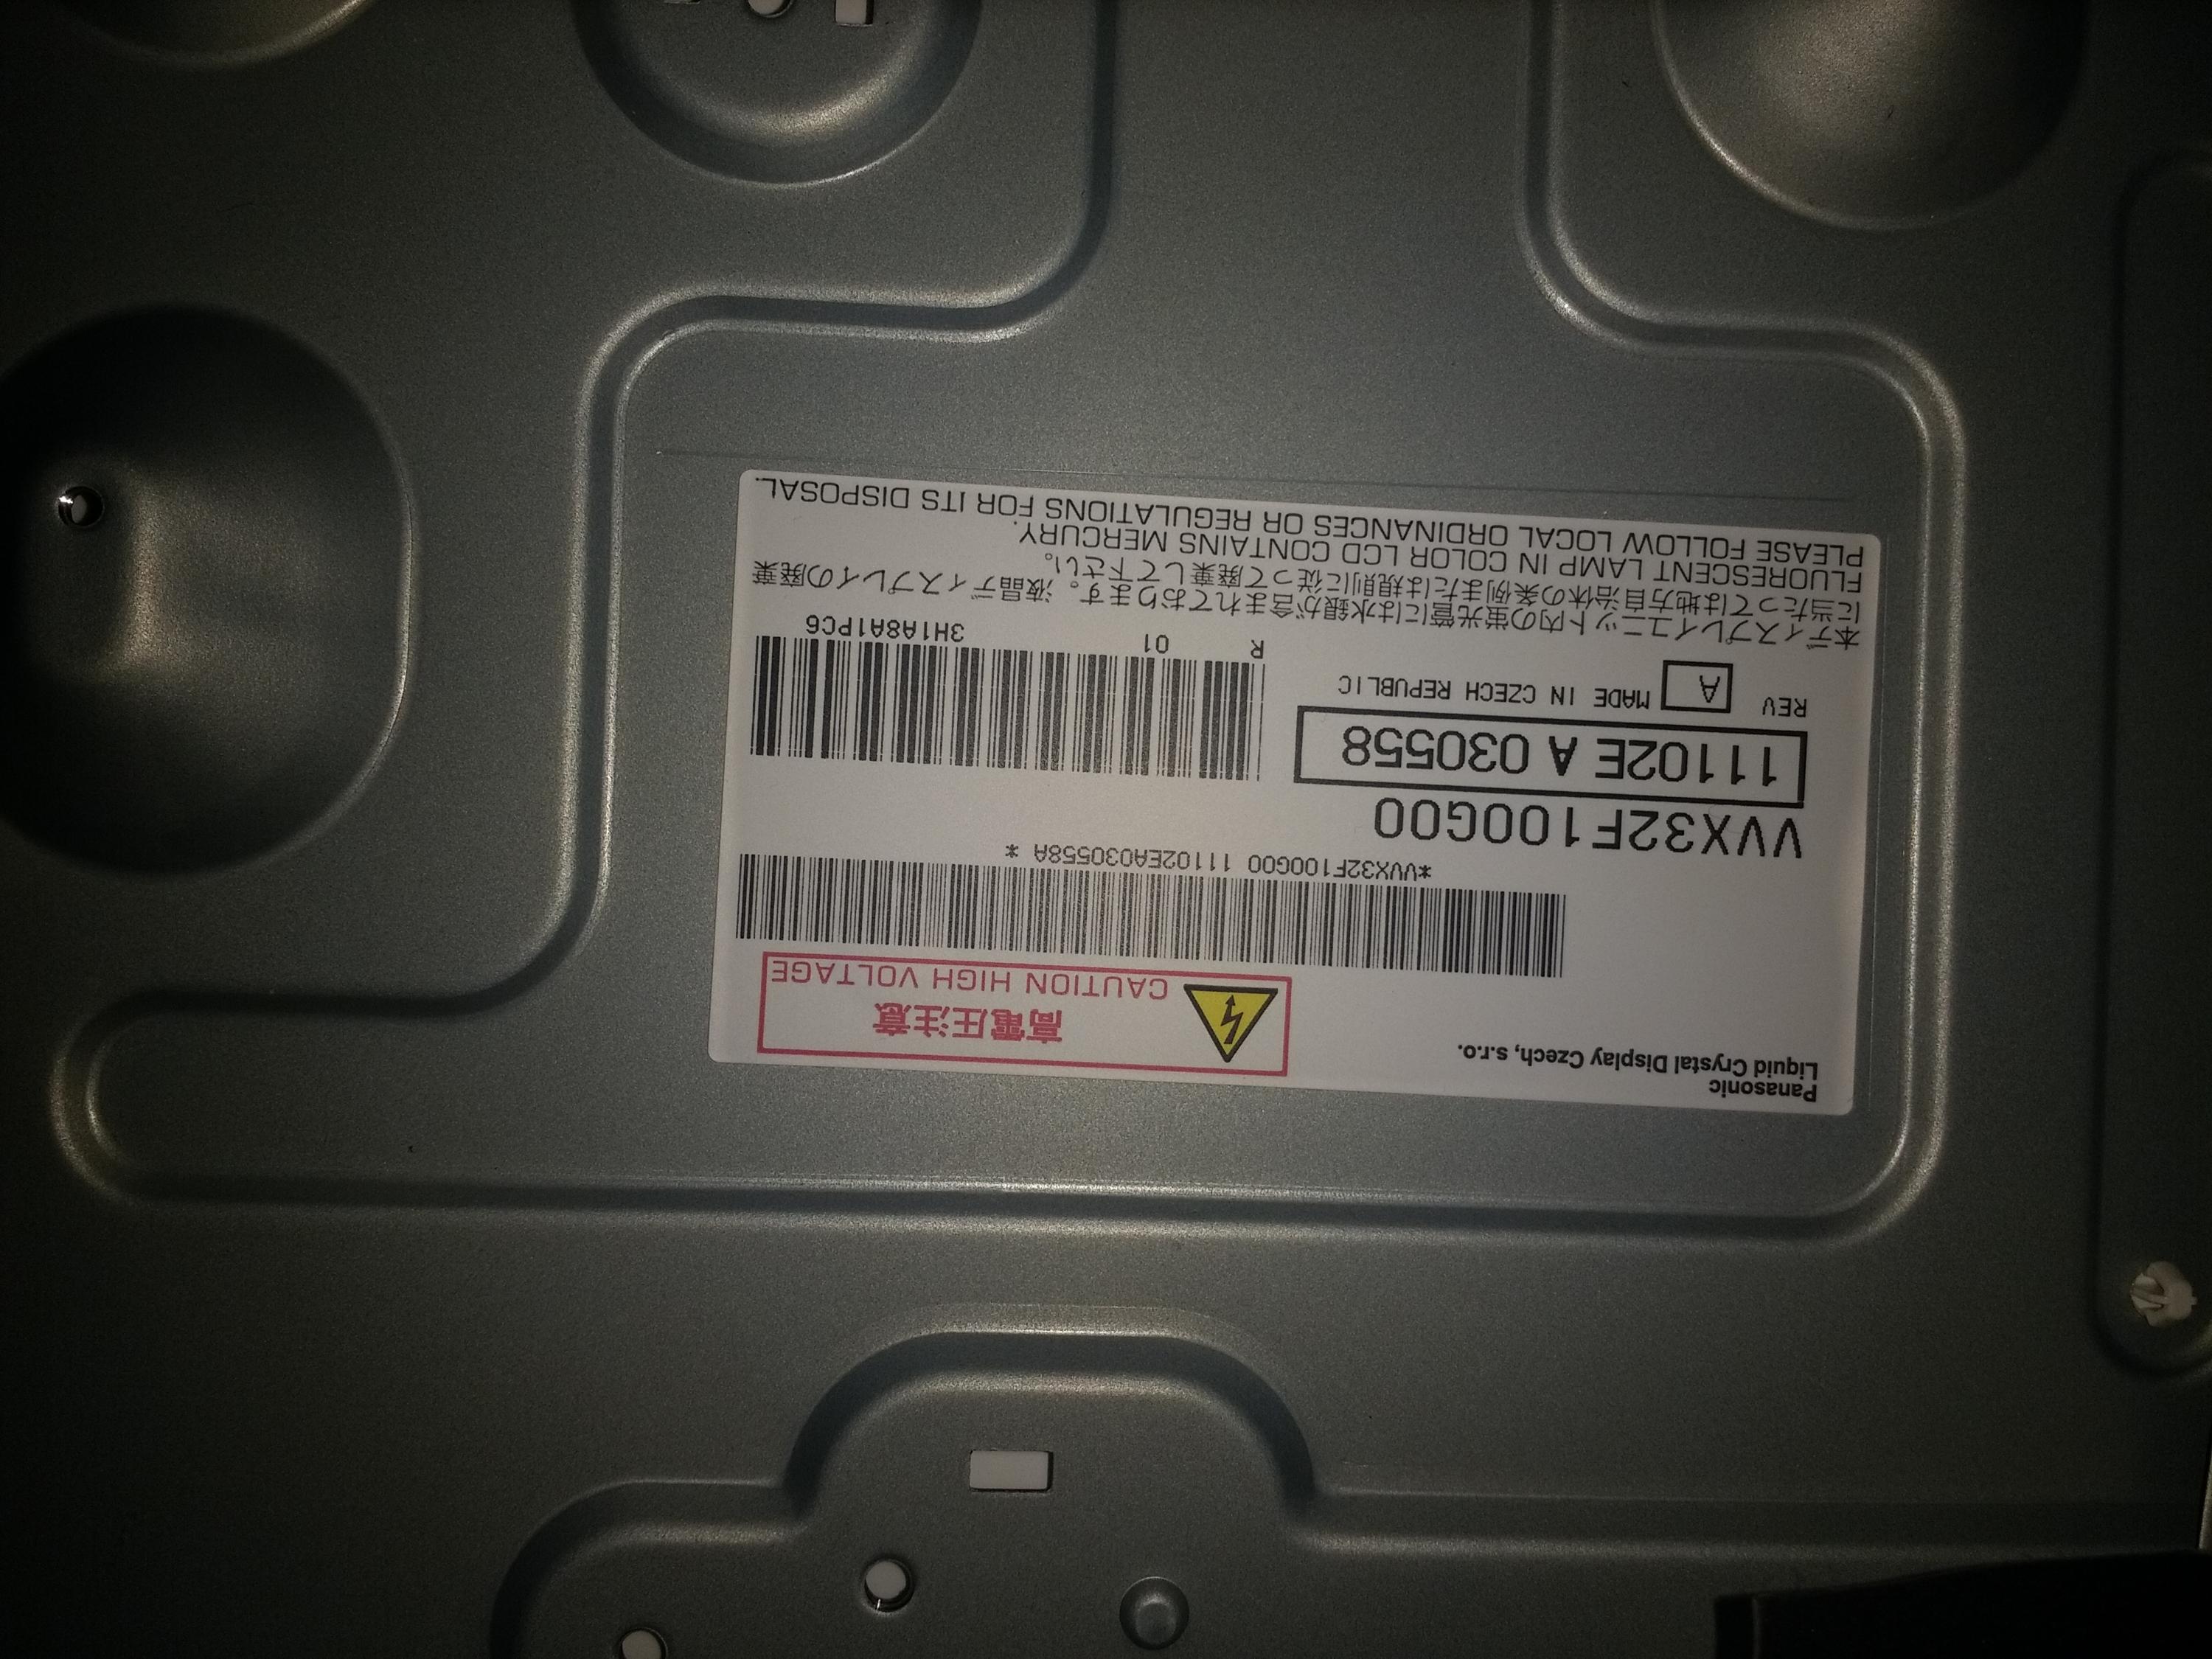 Panasonic
Liquid Crystal Display Czech, s.r.o.
高電圧注意
CAUTION HIGH VOLTAGE
*VVX32F100G00 11102EA030558A *
VVX32F100G00
11102E A 030558
REV A MADE IN CZECH REPUBLIC
R 01 3H1A8A1PC6
本ディスプレイユニット内の蛍光管には水銀が含まれております。液晶ディスプレイの廃棄
に当たっては地方自治体の条例または規則に従って廃棄して下さい。
FLUORESCENT LAMP IN COLOR LCD CONTAINS MERCURY.
PLEASE FOLLOW LOCAL ORDINANCES OR REGULATIONS FOR ITS DISPOSAL.